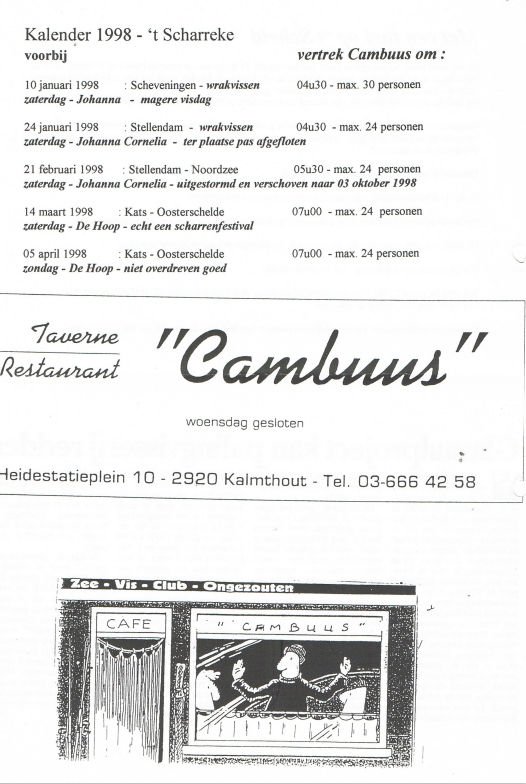 Kalender 1998 - ‘t Scharreke
voorbij vertrek Cambuus om :
10 januari 1998 : Scheveningen - wrakvissen 04u30 - max. 30 personen
zaterdag - Johanna - magere visdag
24 januari 1998 : Stellendam - wrakvissen 04u30 - max. 24 personen
zaterdag - Johanna Cornelia - ter plaatse pas afgefloten
21 februari 1998 : Stellendam - Noordzee 05u30 - max. 24 personen
zaterdag - Johanna Cornelia - uitgestormd en verschoven naar 03 oktober 1998
14 maart 1998 : Kats - Oosterschelde 07u00 - max. 24 personen
zaterdag - De Hoop - echt een scharrenfestival
05 april 1998 : Kats - Oosterschelde 07u00 - max. 24 personen
zondag - De Hoop - niet overdreven goed
Taverne
Restaurant
"Cambuus"
woensdag gesloten
Heidestatieplein 10 - 2920 Kalmthout - Tel. 03-666 42 58
Zee - Vis - Club - Ongezouten
CAFE
" CAMBUUS "